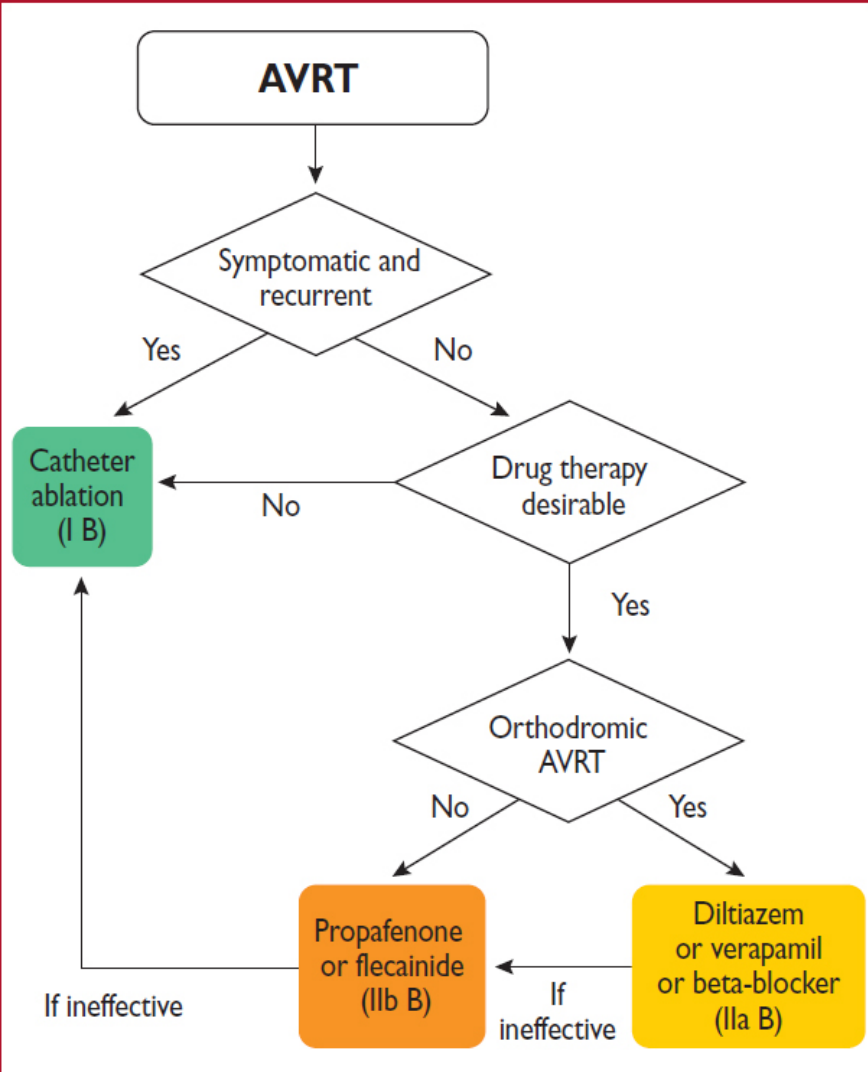 AVRT
Symptomatic and
recurrent
Yes
No
Catheter
ablation
(I B)
No
Drug therapy
desirable
Yes
Orthodromic
AVRT
No
Yes
Propafenone
or flecainide
(IIb B)
Diltiazem
or verapamil
or beta-blocker
(IIa B)
If
ineffective
If ineffective